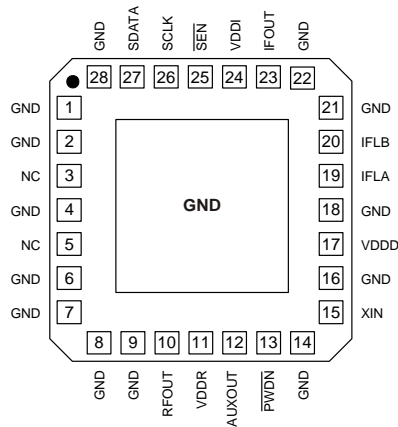 GND
SDATA
SCLK
SEN
VDDI
IFOUT
GND
28 27 26 25 24 23 22
GND 1
GND 2
NC 3
GND 4
NC 5
GND 6
GND 7
GND
21 GND
20 IFLB
19 IFLA
18 GND
17 VDDD
16 GND
15 XIN
8 9 10 11 12 13 14
GND
GND
RFOUT
VDDR
AUXOUT
PWDN
GND